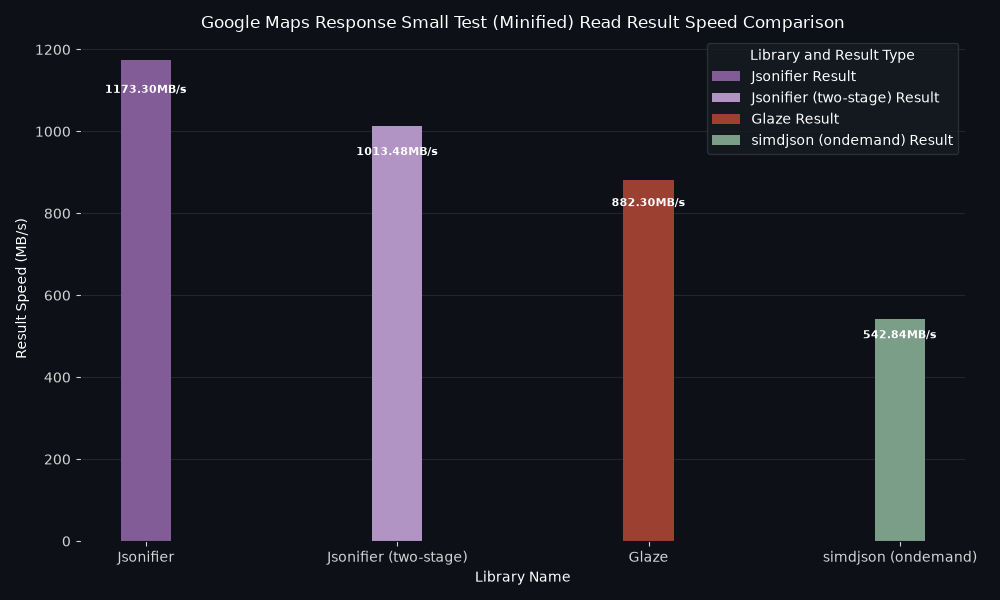 Google Maps Response Small Test (Minified) Read Result Speed Comparison
Library and Result Type
Jsonifier Result
Jsonifier (two-stage) Result
Glaze Result
simdjson (ondemand) Result
Result Speed (MB/s)
1200
1000
800
600
400
200
0
1173.30MB/s
1013.48MB/s
882.30MB/s
542.84MB/s
Jsonifier
Jsonifier (two-stage)
Glaze
simdjson (ondemand)
Library Name